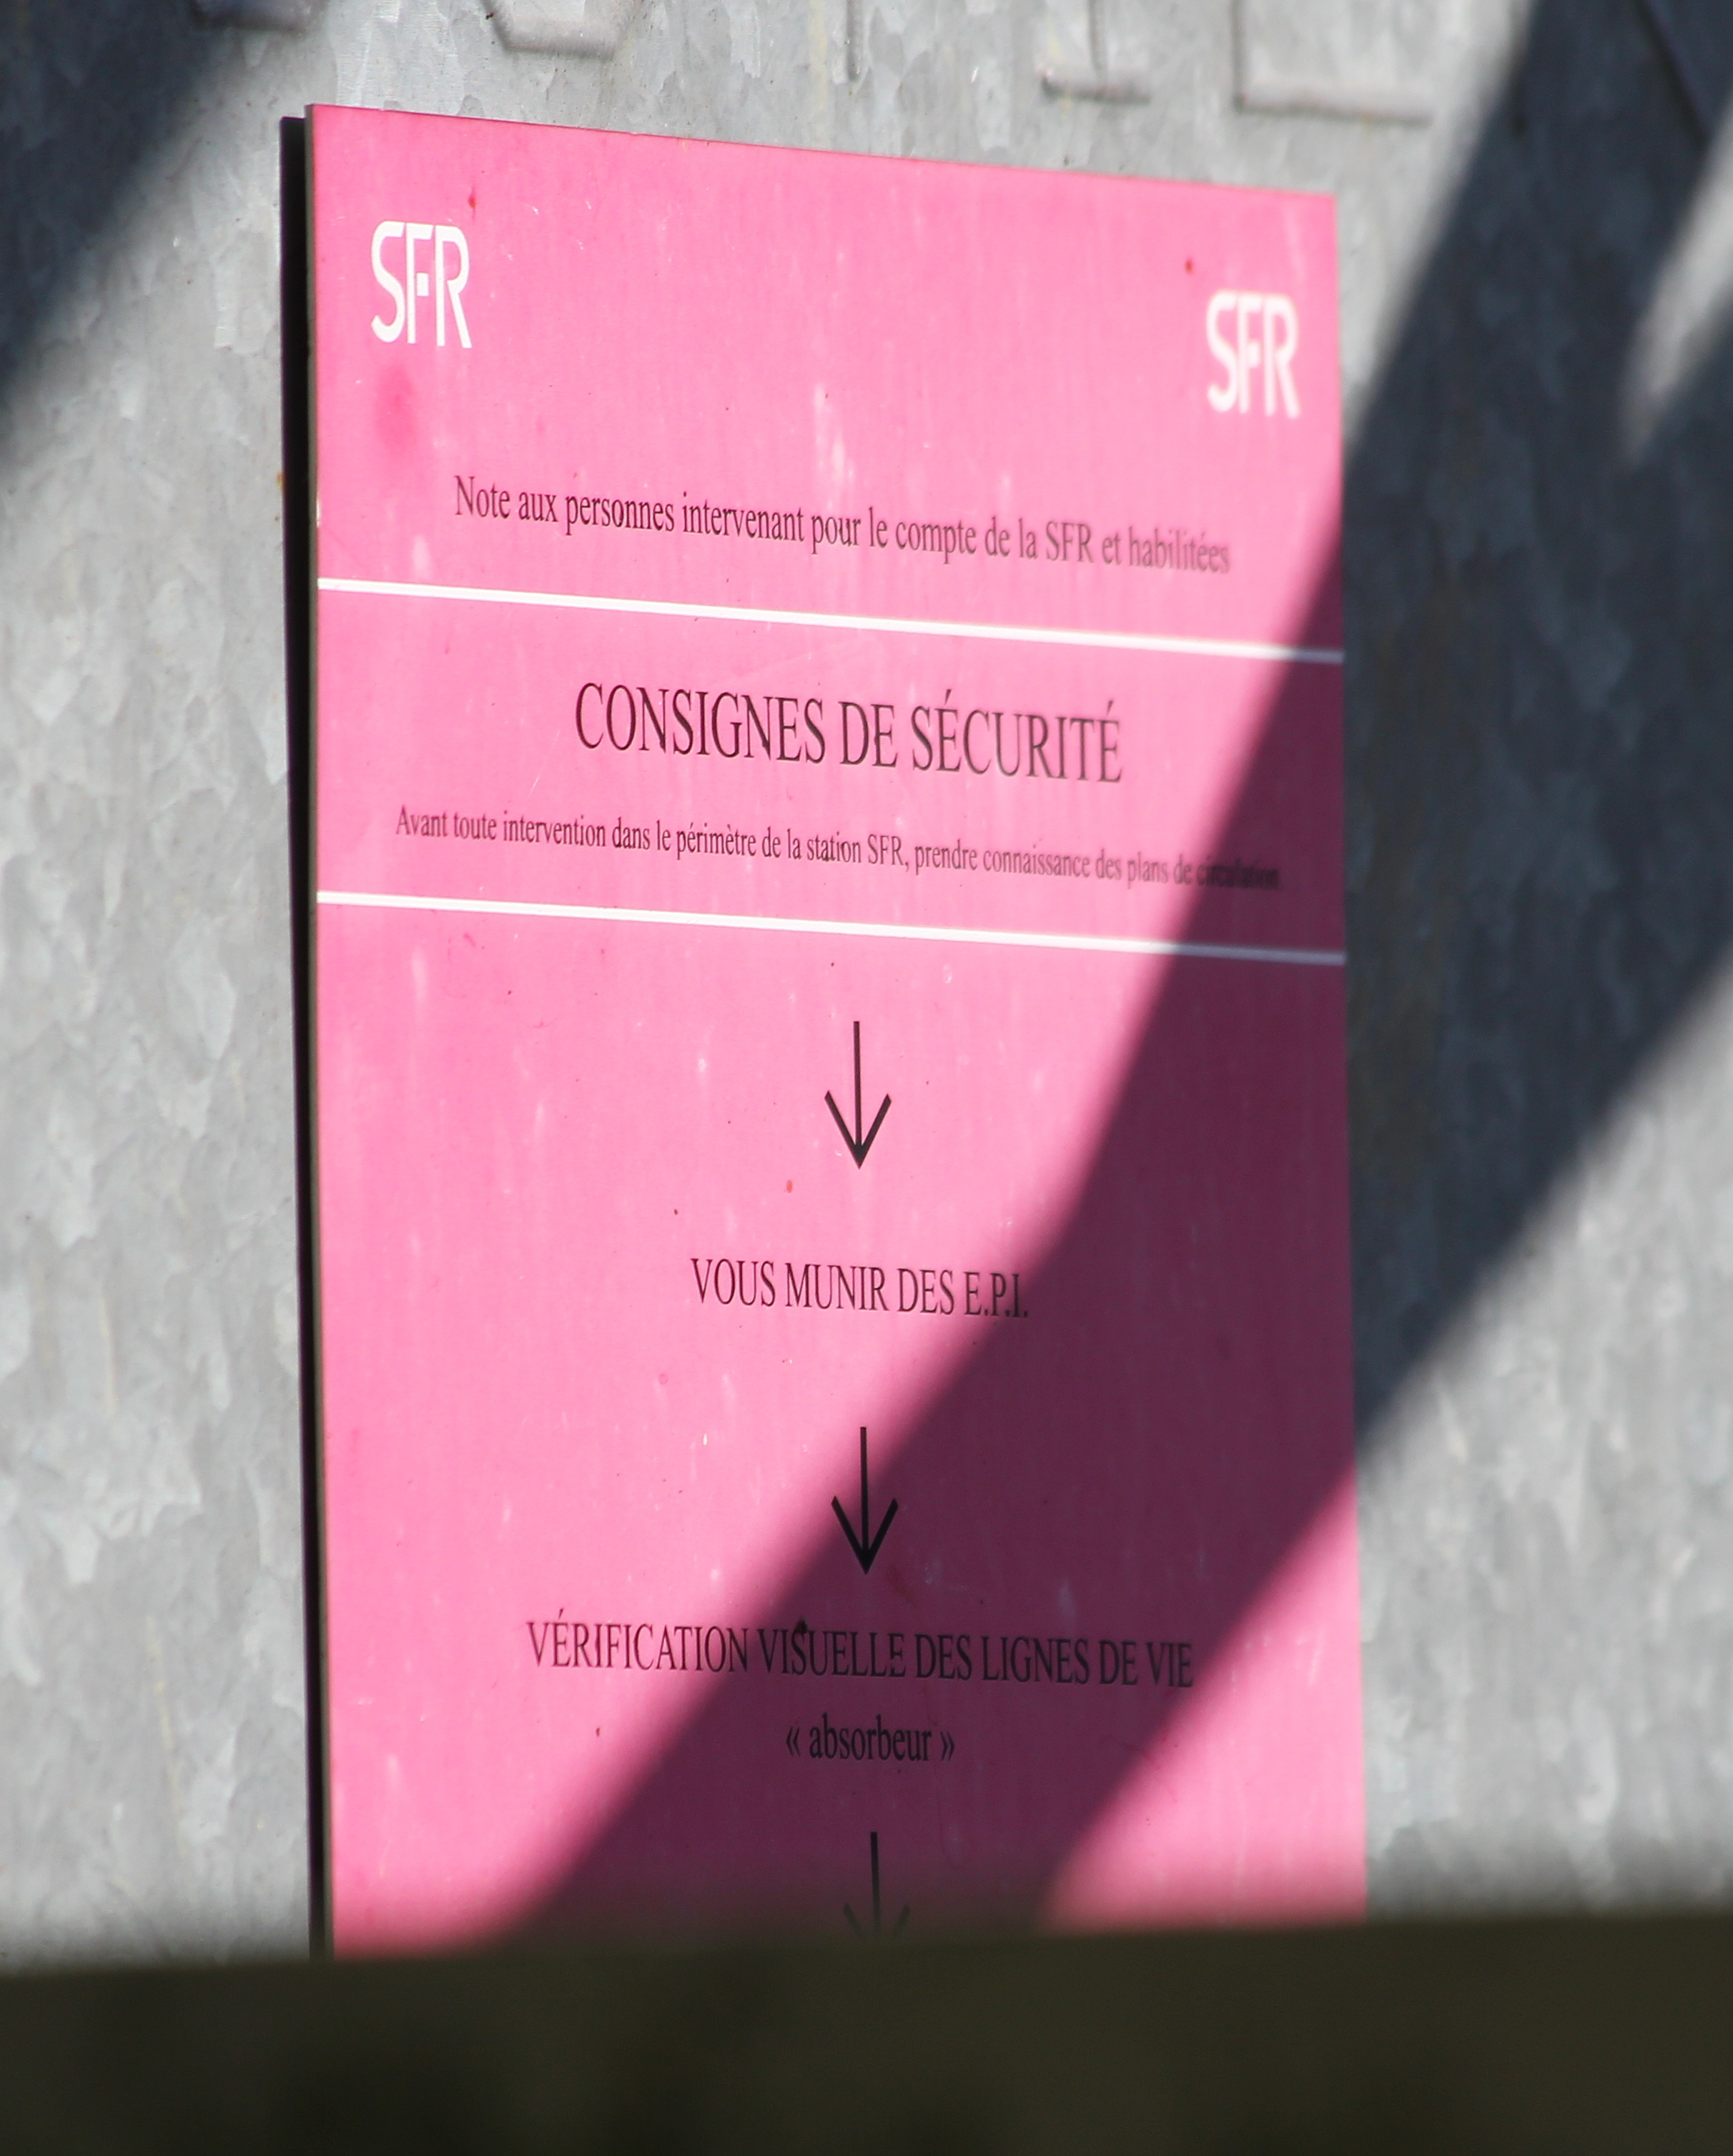 SFR
SFR
Note aux personnes intervenant pour le compte de la SFR et habilitées
CONSIGNES DE SÉCURITÉ
Avant toute intervention dans le périmètre de la station SFR, prendre connaissance des plans de circulation.
VOUS MUNIR DES E.P.I.
VÉRIFICATION VISUELLE DES LIGNES DE VIE
« absorbeur »